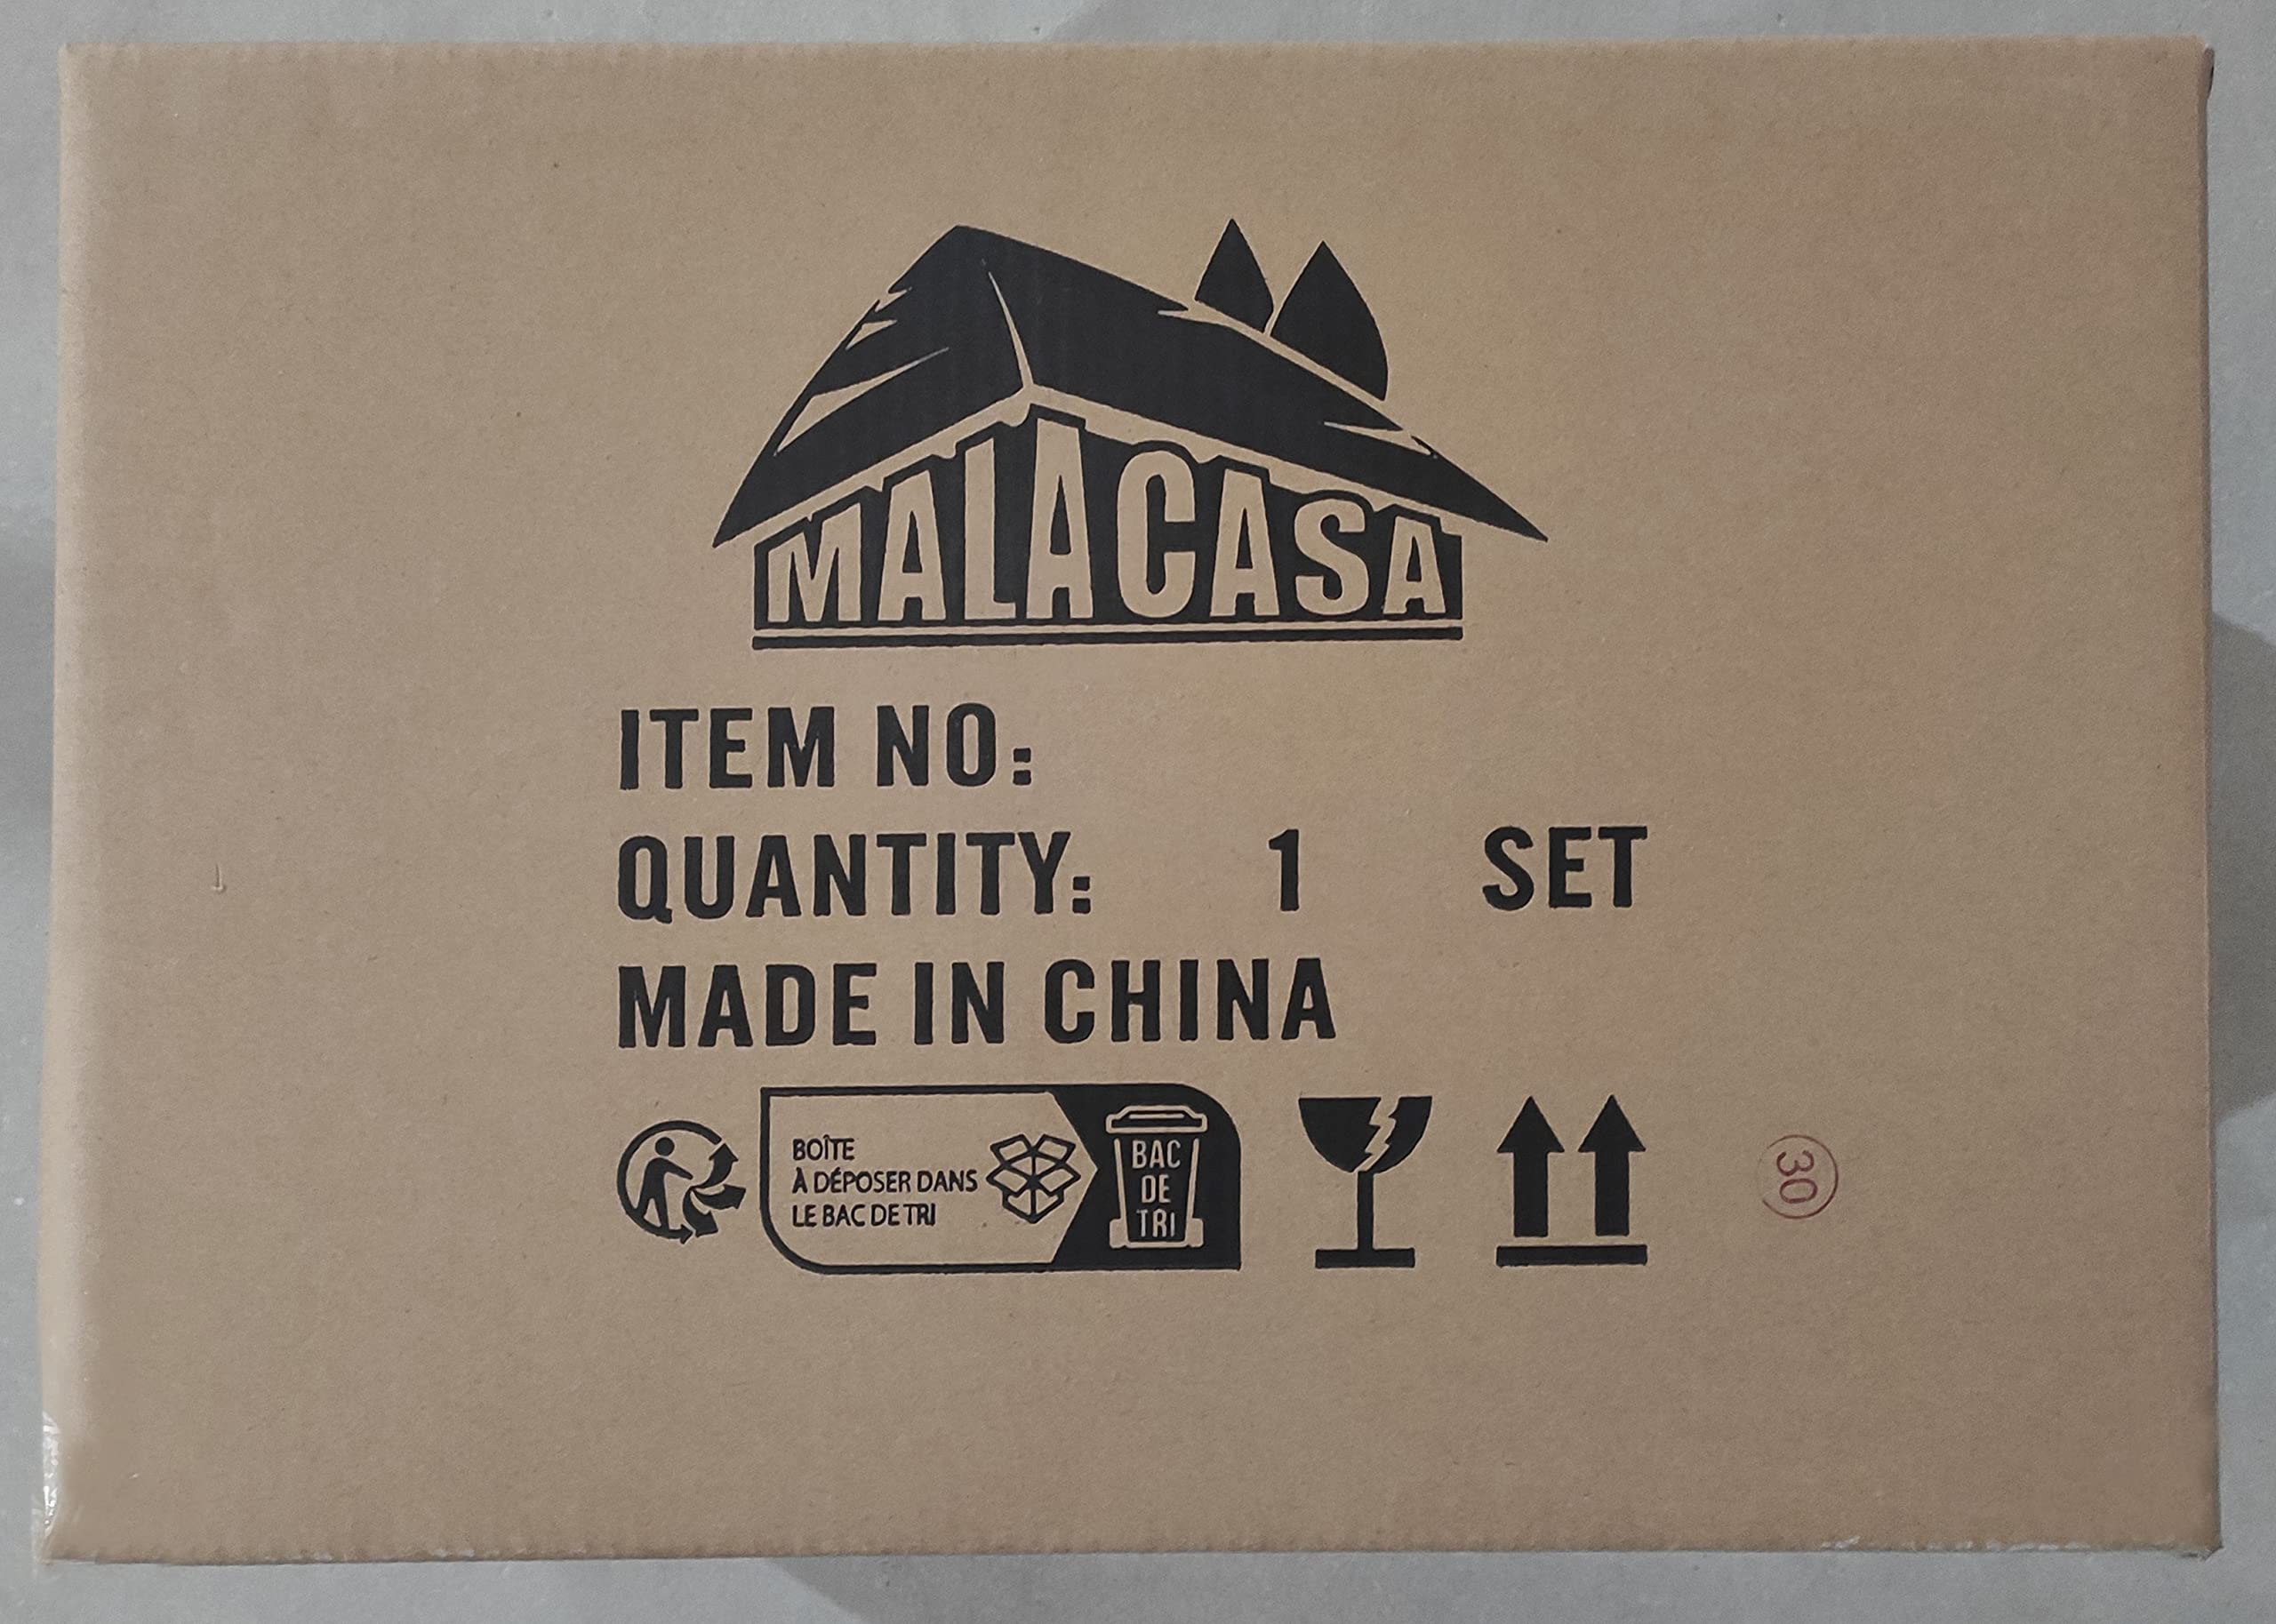 MALACASA
ITEM NO:
QUANTITY: 1 SET
MADE IN CHINA
BOÎTE
À DÉPOSER DANS
LE BAC DE TRI
BAC
DE
TRI
30